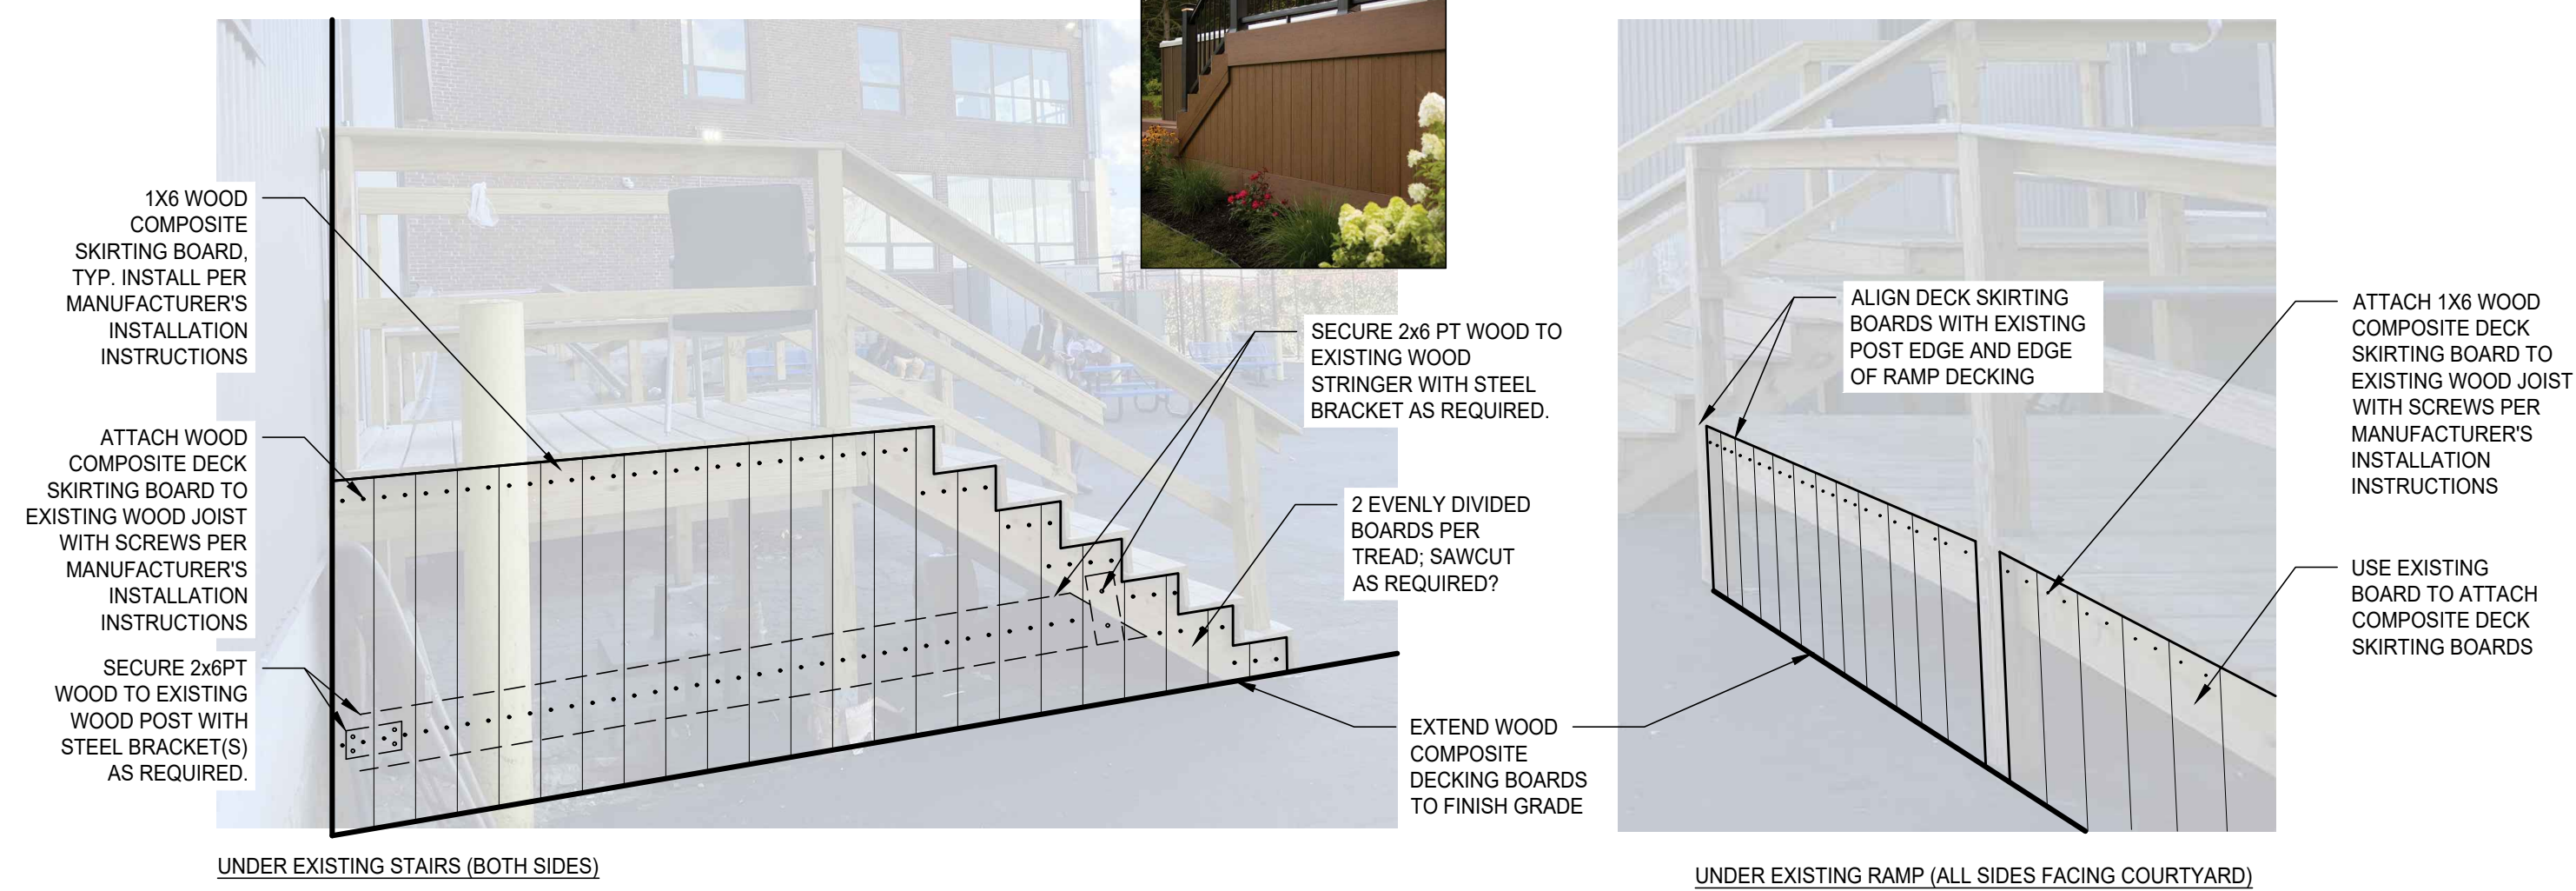 1X6 WOOD
COMPOSITE
SKIRTING BOARD,
TYP. INSTALL PER
MANUFACTURER'S
INSTALLATION
INSTRUCTIONS
ATTACH WOOD
COMPOSITE DECK
SKIRTING BOARD TO
EXISTING WOOD JOIST
WITH SCREWS PER
MANUFACTURER'S
INSTALLATION
INSTRUCTIONS
SECURE 2x6PT
WOOD TO EXISTING
WOOD POST WITH
STEEL BRACKET(S)
AS REQUIRED.
SECURE 2x6 PT WOOD TO
EXISTING WOOD
STRINGER WITH STEEL
BRACKET AS REQUIRED.
2 EVENLY DIVIDED
BOARDS PER
TREAD; SAWCUT
AS REQUIRED?
EXTEND WOOD
COMPOSITE
DECKING BOARDS
TO FINISH GRADE
UNDER EXISTING STAIRS (BOTH SIDES)
ALIGN DECK SKIRTING
BOARDS WITH EXISTING
POST EDGE AND EDGE
OF RAMP DECKING
ATTACH 1X6 WOOD
COMPOSITE DECK
SKIRTING BOARD TO
EXISTING WOOD JOIST
WITH SCREWS PER
MANUFACTURER'S
INSTALLATION
INSTRUCTIONS
USE EXISTING
BOARD TO ATTACH
COMPOSITE DECK
SKIRTING BOARDS
UNDER EXISTING RAMP (ALL SIDES FACING COURTYARD)